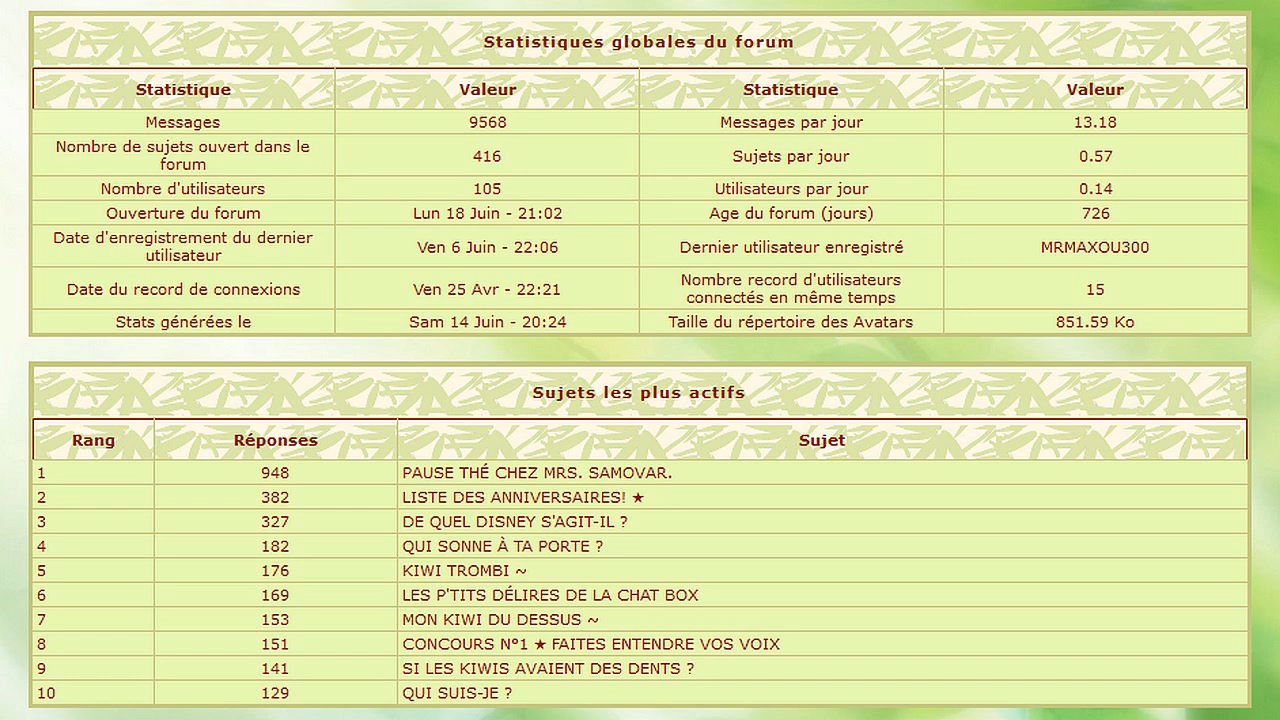 Statistiques globales du forum
Statistique Valeur Statistique Valeur
Messages 9568 Messages par jour 13.18
Nombre de sujets ouvert dans le
forum 416 Sujets par jour 0.57
Nombre d'utilisateurs 105 Utilisateurs par jour 0.14
Ouverture du forum Lun 18 Juin - 21:02 Age du forum (jours) 726
Date d'enregistrement du dernier
utilisateur Ven 6 Juin - 22:06 Dernier utilisateur enregistré MRMAXOU300
Date du record de connexions Ven 25 Avr - 22:21 Nombre record d'utilisateurs
connectés en même temps 15
Stats générées le Sam 14 Juin - 20:24 Taille du répertoire des Avatars 851.59 Ko
Sujets les plus actifs
Rang Réponses Sujet
1 948 PAUSE THÉ CHEZ MRS. SAMOVAR.
2 382 LISTE DES ANNIVERSAIRES! ★
3 327 DE QUEL DISNEY S'AGIT-IL ?
4 182 QUI SONNE À TA PORTE ?
5 176 KIWI TROMBI ~
6 169 LES P'TITS DÉLIRES DE LA CHAT BOX
7 153 MON KIWI DU DESSUS ~
8 151 CONCOURS N°1 ★ FAITES ENTENDRE VOS VOIX
9 141 SI LES KIWIS AVAIENT DES DENTS ?
10 129 QUI SUIS-JE ?